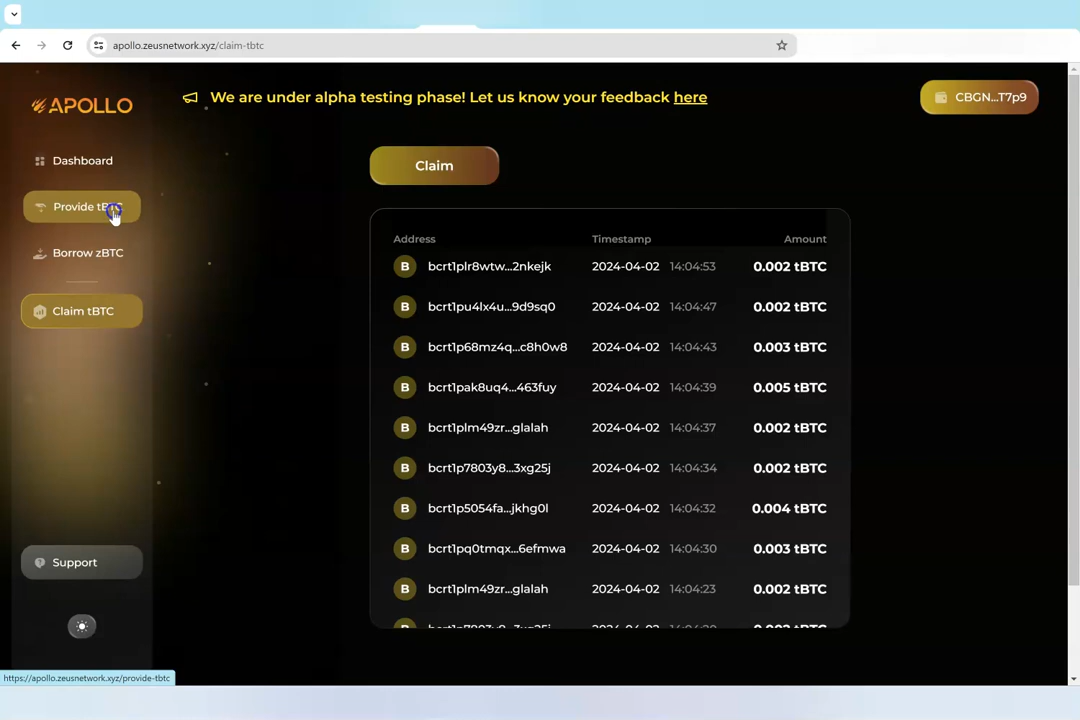 apollo.zeusnetwork.xyz/claim-tbtc
APOLLO
We are under alpha testing phase! Let us know your feedback here
CBGN...T7p9
Dashboard
Provide tBTC
Borrow zBTC
Claim tBTC
Support
Claim
Address Timestamp Amount
B bcrt1plr8wtw...2nkejk 2024-04-02 14:04:53 0.002 tBTC
B bcrt1pu4lx4u...9d9sq0 2024-04-02 14:04:47 0.002 tBTC
B bcrt1p68mz4q...c8h0w8 2024-04-02 14:04:43 0.003 tBTC
B bcrt1pak8uq4...463fuy 2024-04-02 14:04:39 0.005 tBTC
B bcrt1plm49zr...glalah 2024-04-02 14:04:37 0.002 tBTC
B bcrt1p7803y8...3xg25j 2024-04-02 14:04:34 0.002 tBTC
B bcrt1p5054fa...jkhg0l 2024-04-02 14:04:32 0.004 tBTC
B bcrt1pq0tmqx...6efmwa 2024-04-02 14:04:30 0.003 tBTC
B bcrt1plm49zr...glalah 2024-04-02 14:04:23 0.002 tBTC
https://apollo.zeusnetwork.xyz/provide-tbtc